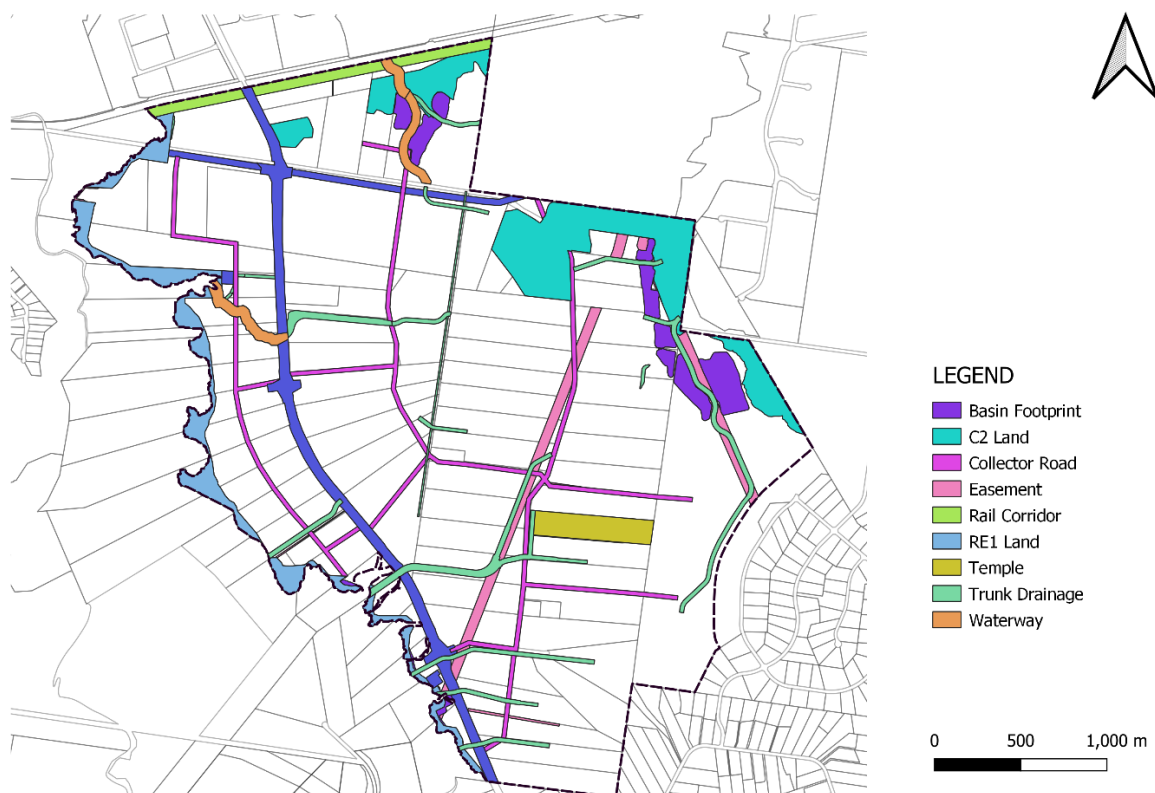 LEGEND
Basin Footprint
C2 Land
Collector Road
Easement
Rail Corridor
RE1 Land
Temple
Trunk Drainage
Waterway
0 500 1,000 m